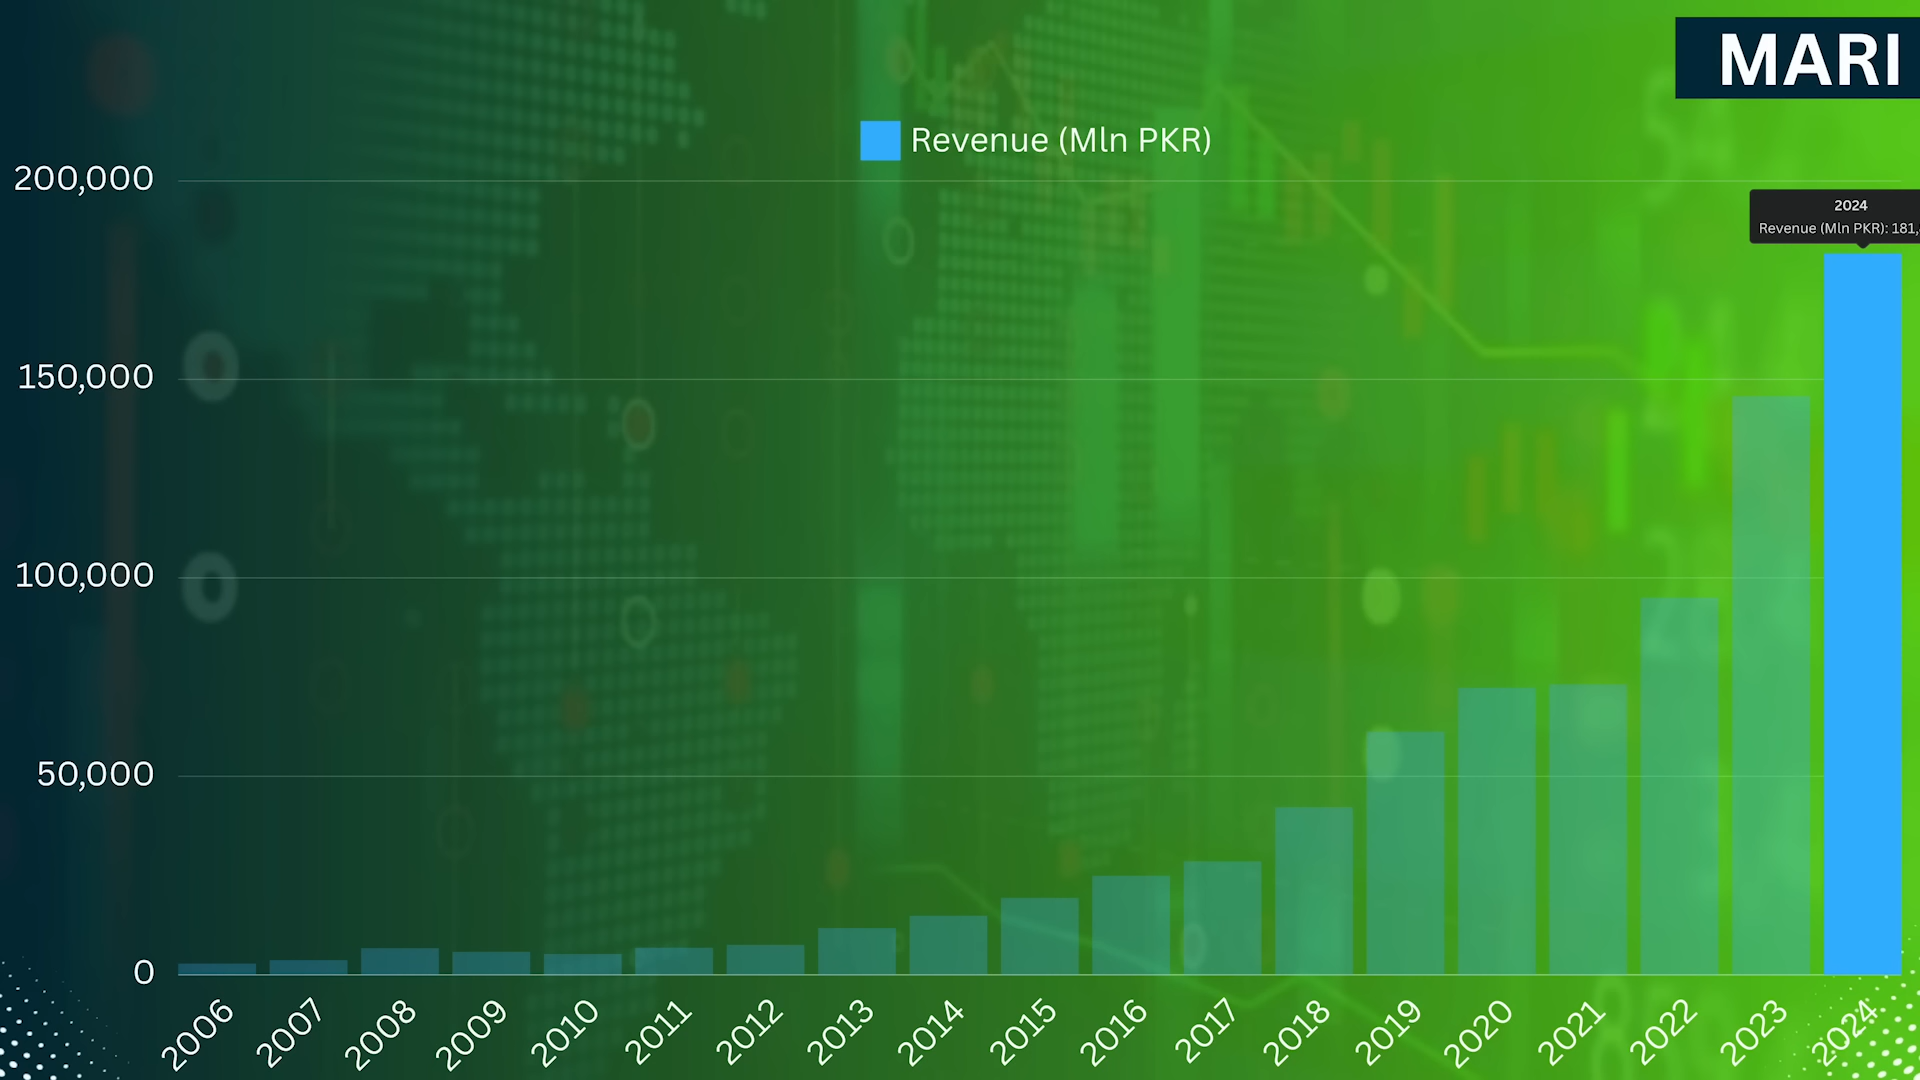 MARI
Revenue (Mln PKR)
200,000
2024
Revenue (Mln PKR): 181,
150,000
100,000
50,000
0
2006 2007 2008 2009 2010 2011 2012 2013 2014 2015 2016 2017 2018 2019 2020 2021 2022 2023 2024